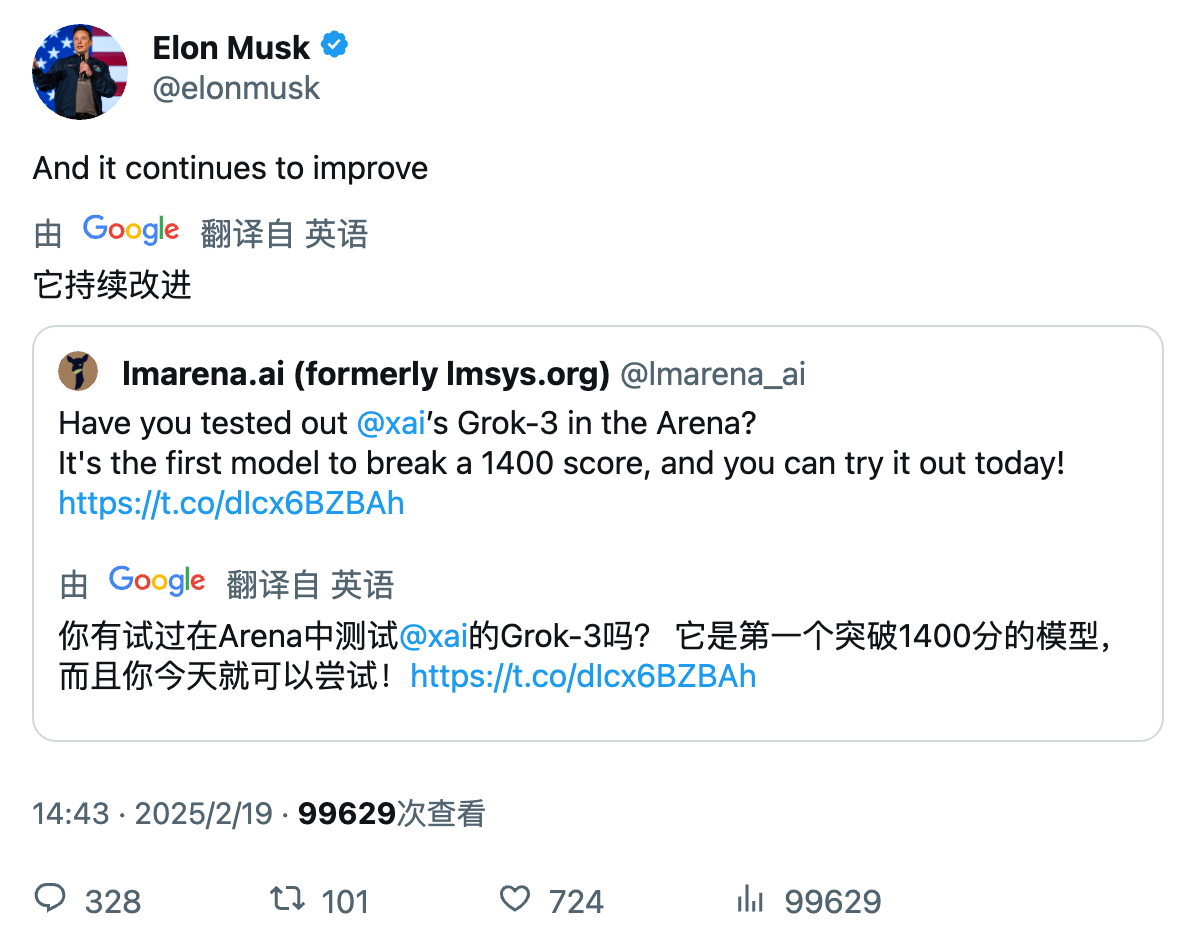 Elon Musk
@elonmusk
And it continues to improve
由 Google 翻译自 英语
它持续改进
lmarena.ai (formerly lmsys.org) @lmarena_ai
Have you tested out @xai’s Grok-3 in the Arena?
It's the first model to break a 1400 score, and you can try it out today!
https://t.co/dIcx6BZBAh
由 Google 翻译自 英语
你有试过在Arena中测试@xai的Grok-3吗？ 它是第一个突破1400分的模型，
而且你今天就可以尝试！https://t.co/dIcx6BZBAh
14:43 · 2025/2/19 · 99629次查看
328 101 724 99629